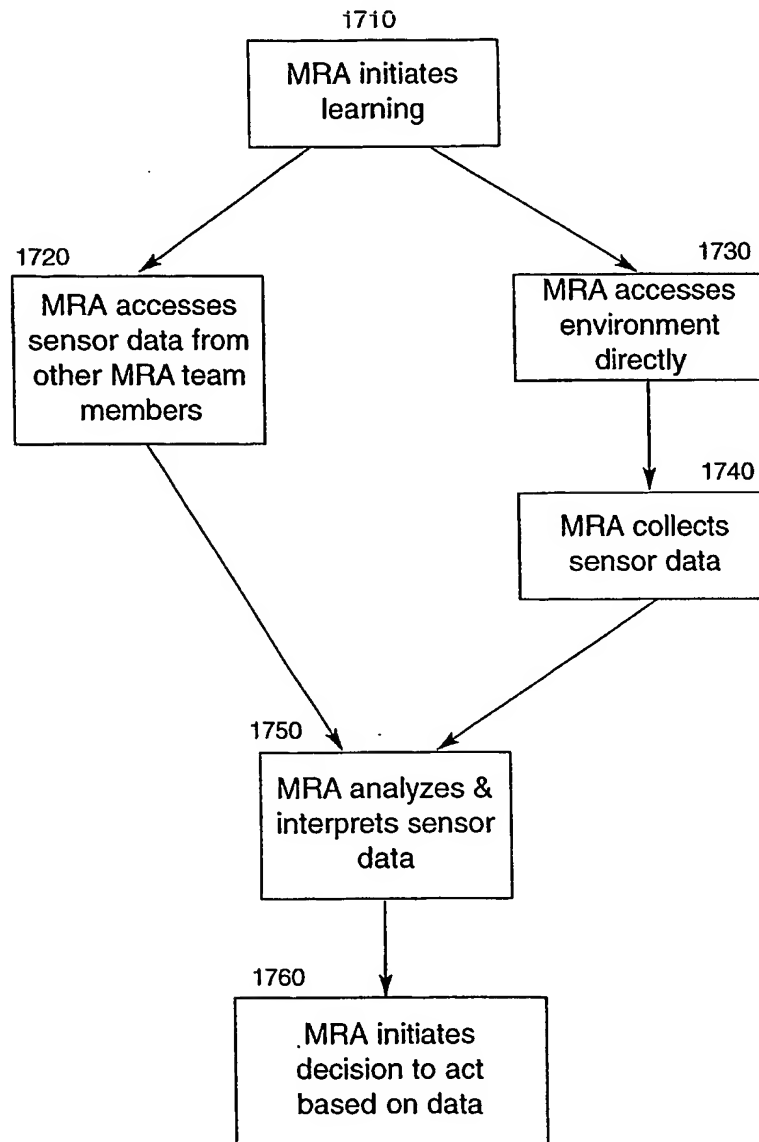 1710
MRA initiates
learning
1720
MRA accesses
sensor data from
other MRA team
members
1730
MRA accesses
environment
directly
1740
MRA collects
sensor data
1750
MRA analyzes &
interprets sensor
data
1760
MRA initiates
decision to act
based on data